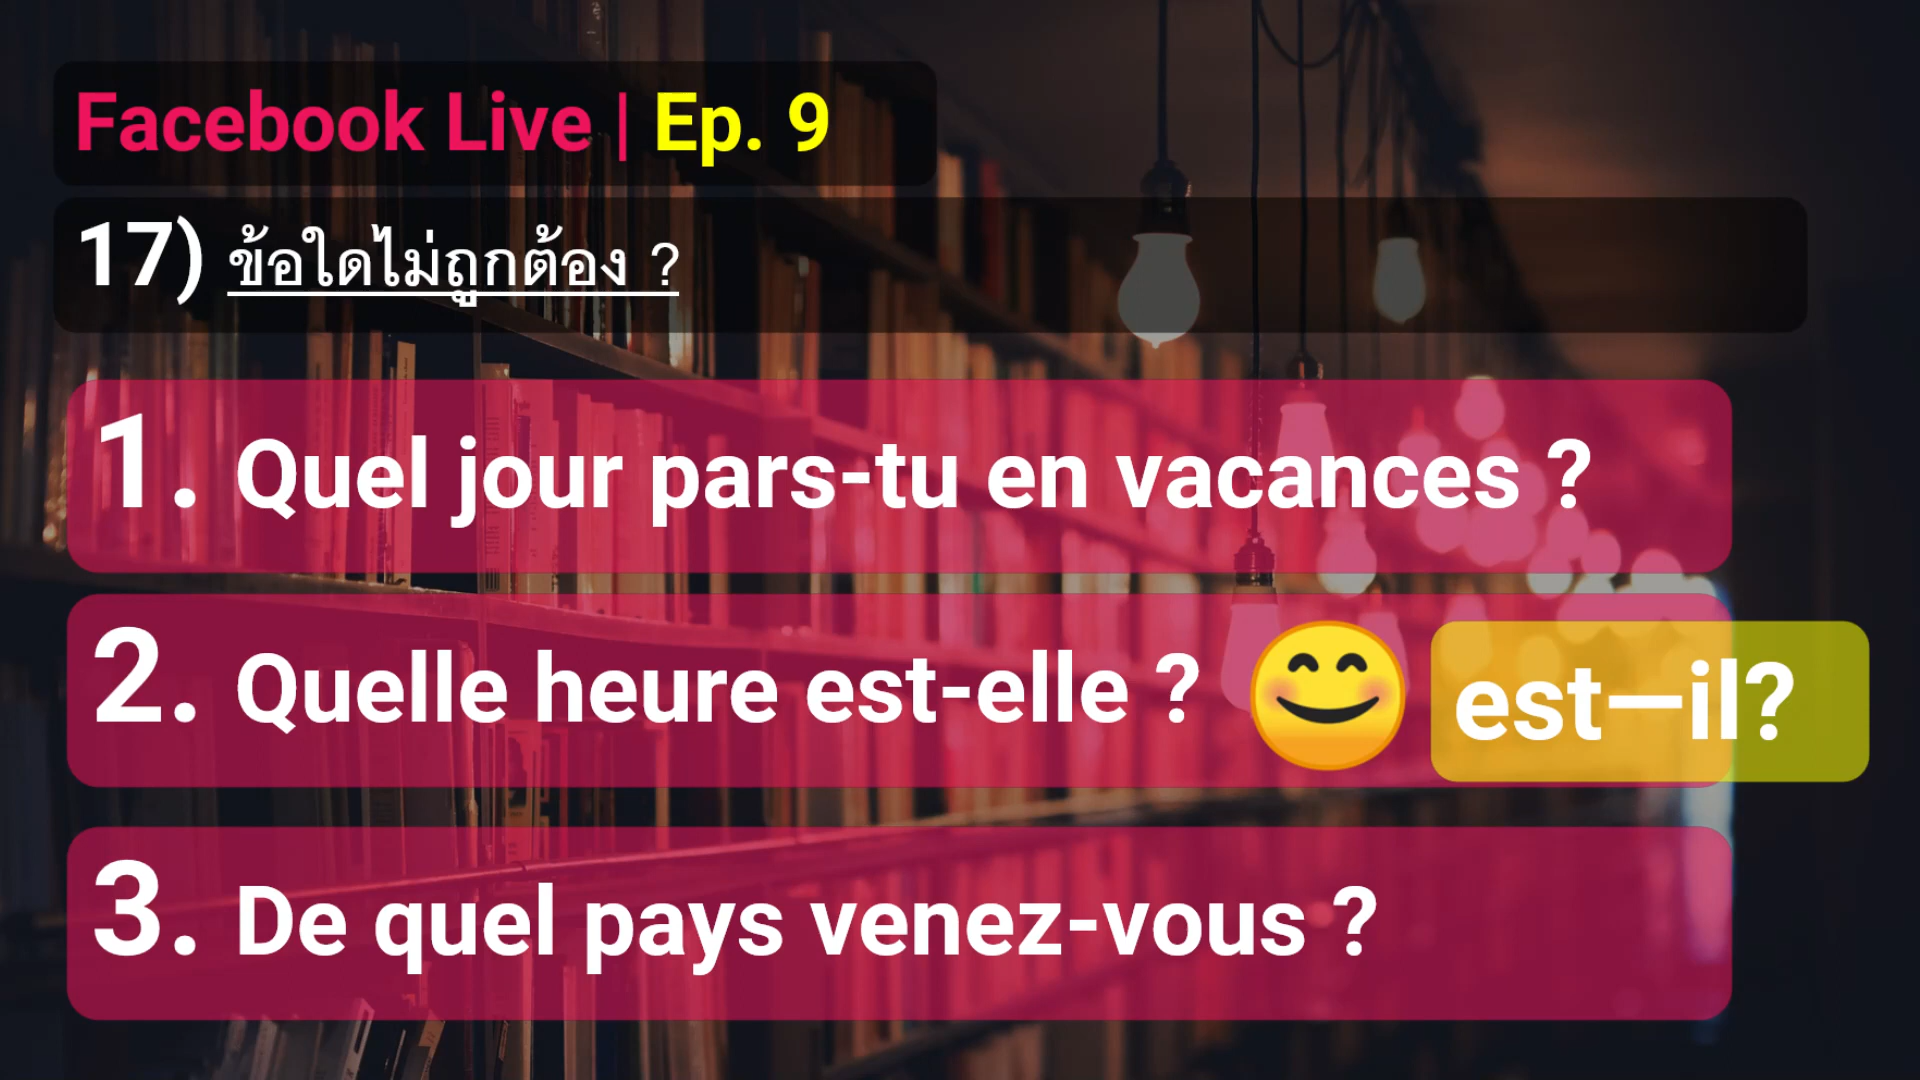 Facebook Live | Ep. 9
17) ข้อใดไม่ถูกต้อง ?
1. Quel jour pars-tu en vacances ?
2. Quelle heure est-elle ? 😊 est—il?
3. De quel pays venez-vous ?